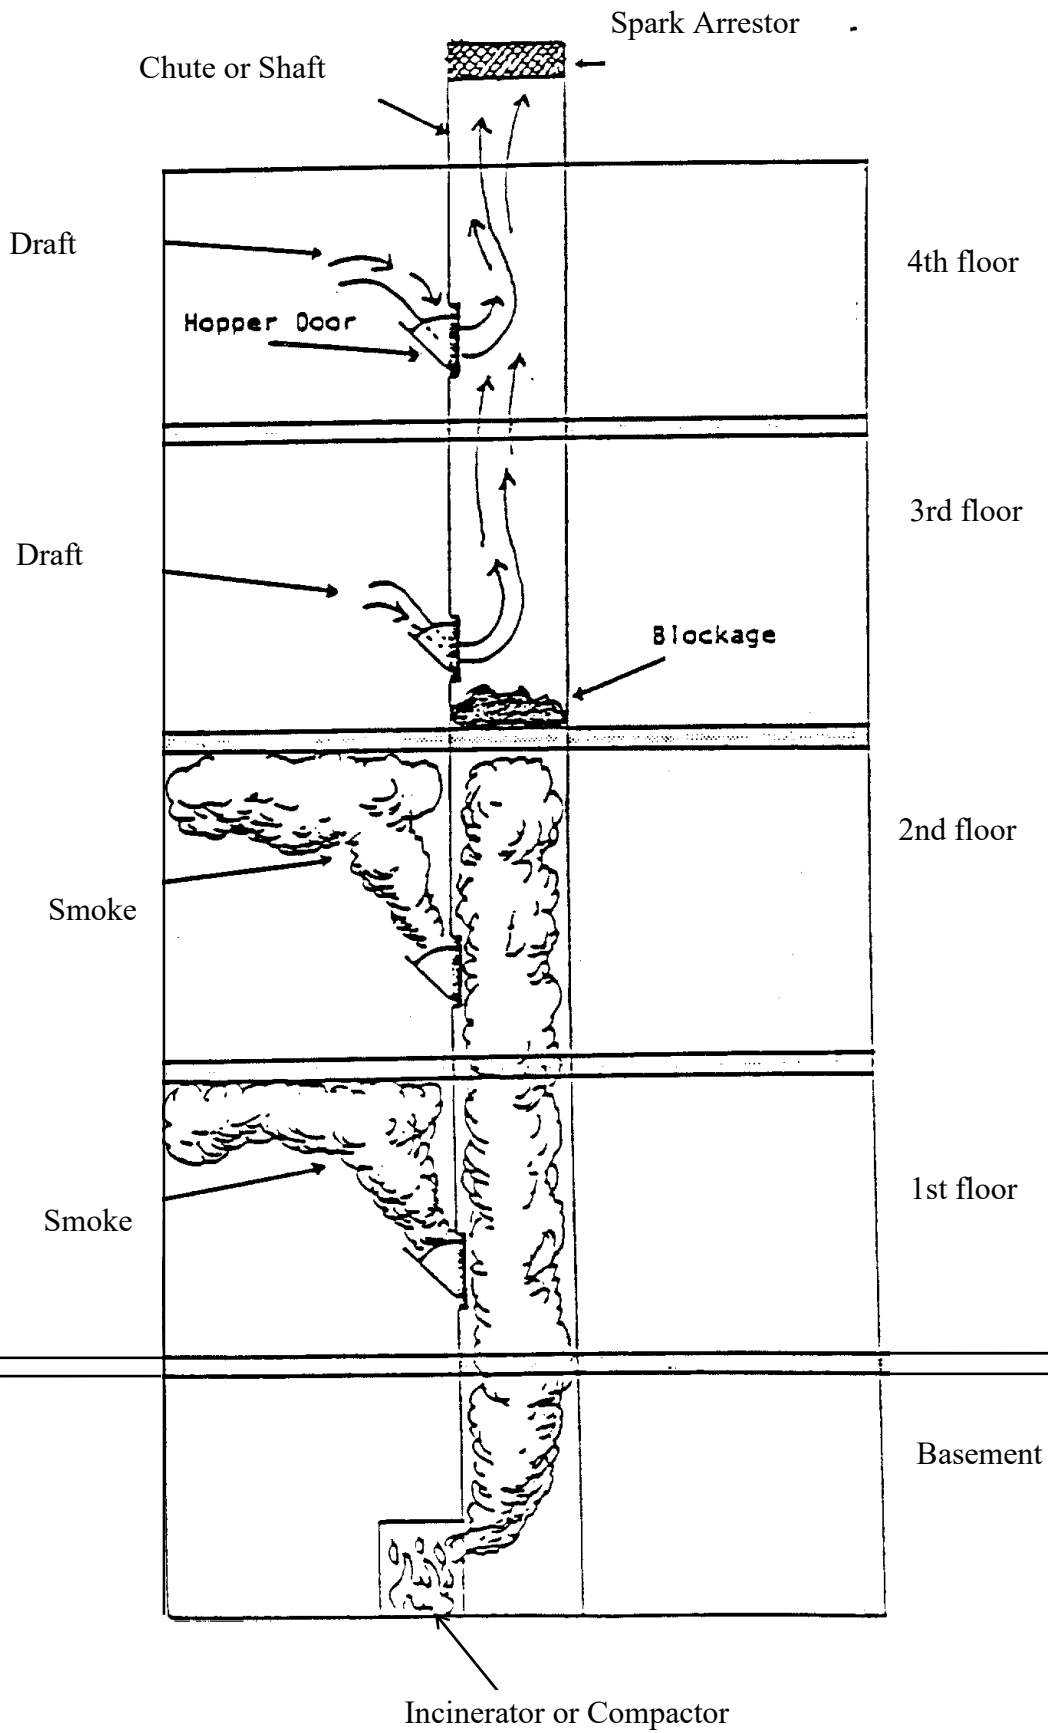 Spark Arrestor
Chute or Shaft
Draft
4th floor
Hopper Door
3rd floor
Draft
Blockage
2nd floor
Smoke
1st floor
Smoke
Basement
Incinerator or Compactor